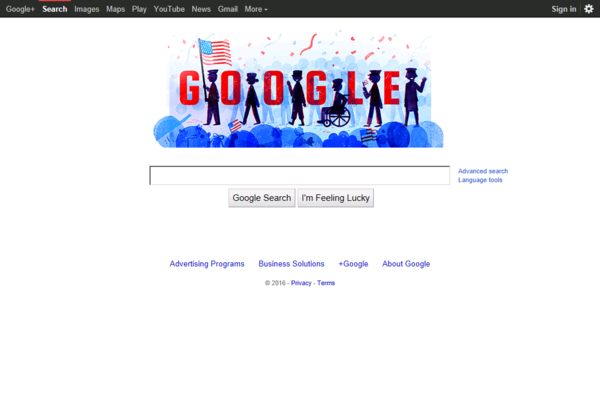 Google+ Search Images Maps Play YouTube News Gmail More Sign in
GOOGLE
Advanced search
Language tools
Google Search I'm Feeling Lucky
Advertising Programs Business Solutions +Google About Google
© 2016 - Privacy - Terms